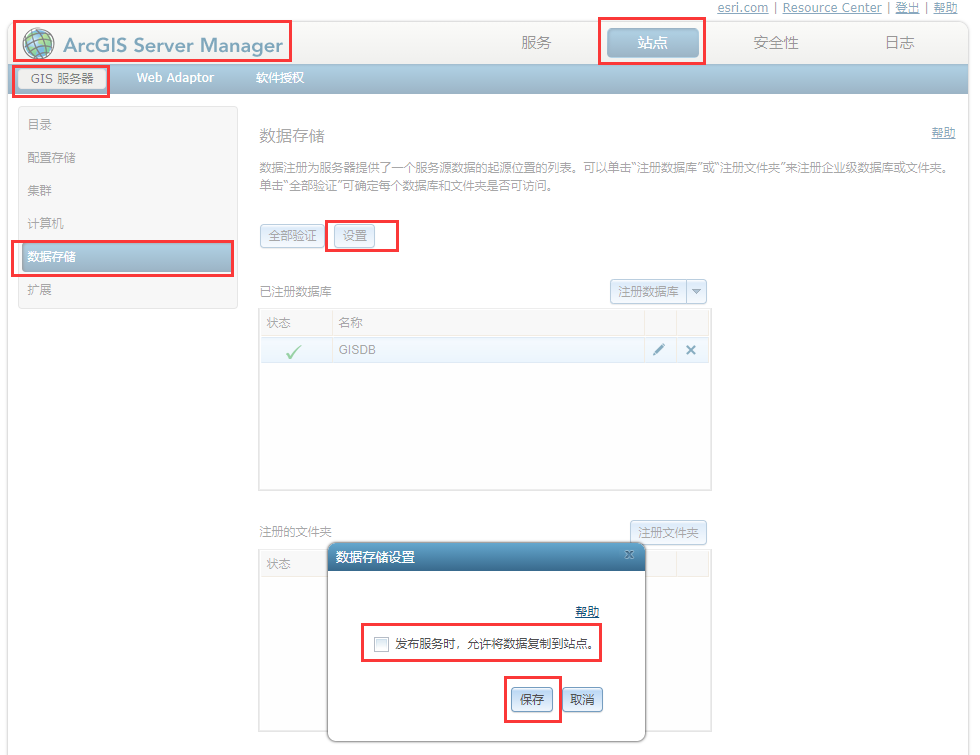 esri.com | Resource Center | 登出 | 帮助
ArcGIS Server Manager 服务 站点 安全性 日志
GIS 服务器 Web Adaptor 软件授权
目录
配置存储
集群
计算机
数据存储
扩展
数据存储 帮助
数据注册为服务器提供了一个服务源数据的起源位置的列表。可以单击“注册数据库”或“注册文件夹”来注册企业级数据库或文件夹。
单击“全部验证”可确定每个数据库和文件夹是否可访问。
全部验证 设置
已注册数据库 注册数据库
状态 名称
GISDB
注册的文件夹 注册文件夹
状态
数据存储设置
帮助
发布服务时，允许将数据复制到站点。
保存 取消